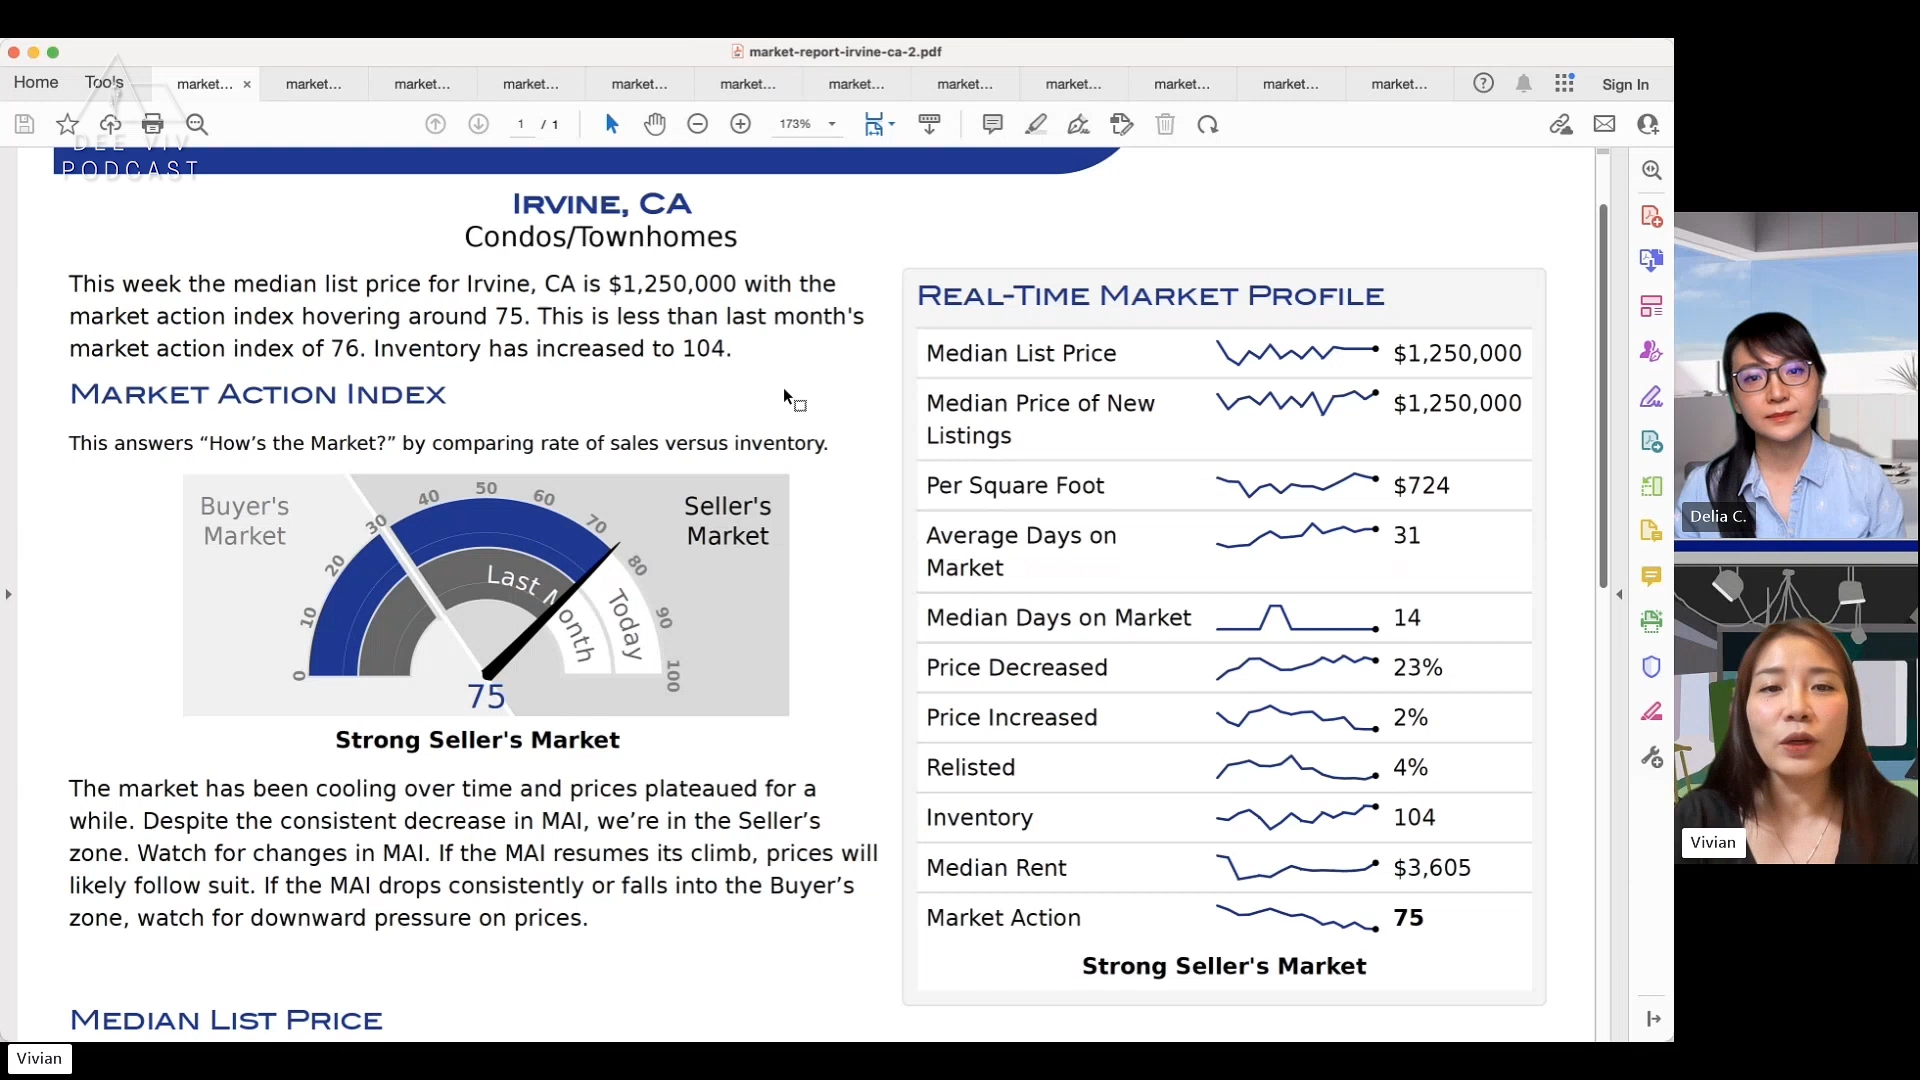 market-report-irvine-ca-2.pdf
Home
Tools
market... ×
market...
market...
market...
market...
market...
market...
market...
market...
market...
market...
market...
Sign In
DEE VIV
PODCAST
1 / 1
173%
IRVINE, CA
Condos/Townhomes
This week the median list price for Irvine, CA is $1,250,000 with the
market action index hovering around 75. This is less than last month's
market action index of 76. Inventory has increased to 104.
MARKET ACTION INDEX
This answers “How’s the Market?” by comparing rate of sales versus inventory.
Buyer's
Market
Seller's
Market
0
10
20
30
40
50
60
70
80
90
100
Last Month
Today
75
Strong Seller's Market
The market has been cooling over time and prices plateaued for a
while. Despite the consistent decrease in MAI, we’re in the Seller’s
zone. Watch for changes in MAI. If the MAI resumes its climb, prices will
likely follow suit. If the MAI drops consistently or falls into the Buyer’s
zone, watch for downward pressure on prices.
MEDIAN LIST PRICE
REAL-TIME MARKET PROFILE
Median List Price $1,250,000
Median Price of New $1,250,000
Listings
Per Square Foot $724
Average Days on 31
Market
Median Days on Market 14
Price Decreased 23%
Price Increased 2%
Relisted 4%
Inventory 104
Median Rent $3,605
Market Action 75
Strong Seller's Market
Delia C.
Vivian
Vivian